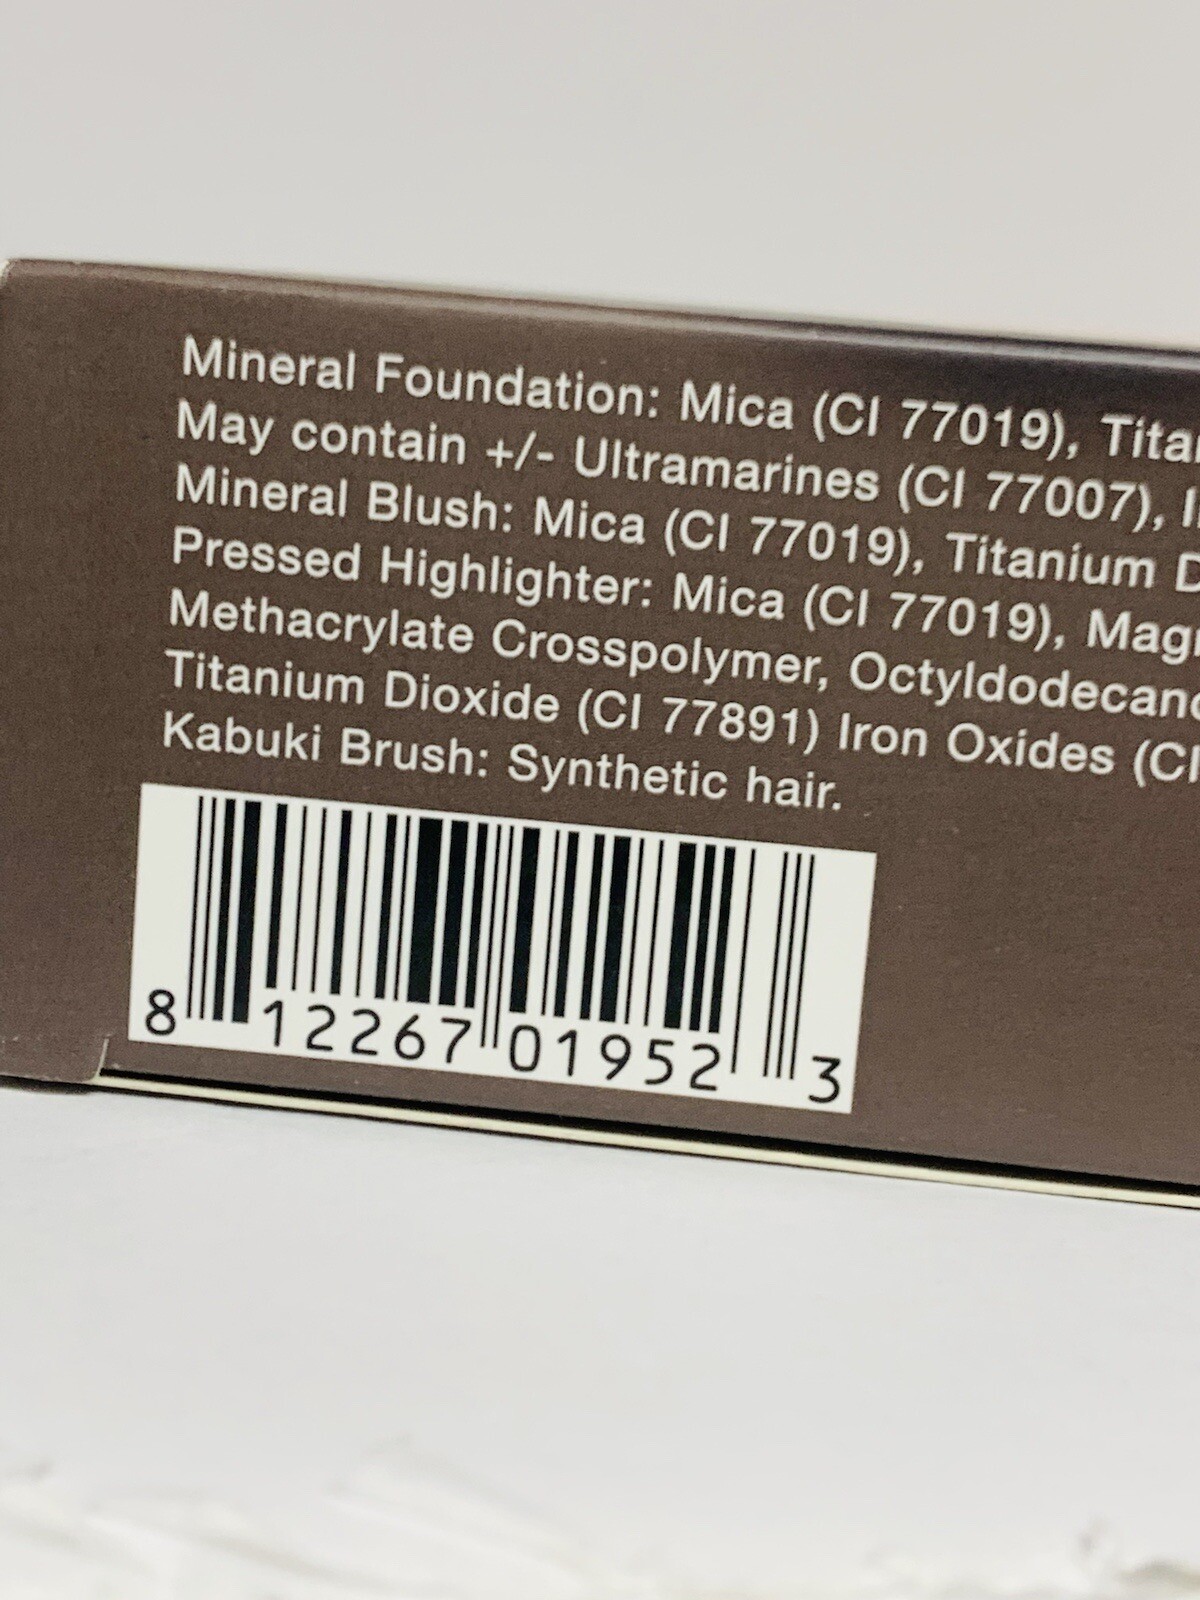 Mineral Foundation: Mica (CI 77019), Tita
May contain +/- Ultramarines (CI 77007), I
Mineral Blush: Mica (CI 77019), Titanium D
Pressed Highlighter: Mica (CI 77019), Mag
Methacrylate Crosspolymer, Octyldodecano
Titanium Dioxide (CI 77891) Iron Oxides (CI
Kabuki Brush: Synthetic hair.
8 12267 01952 3